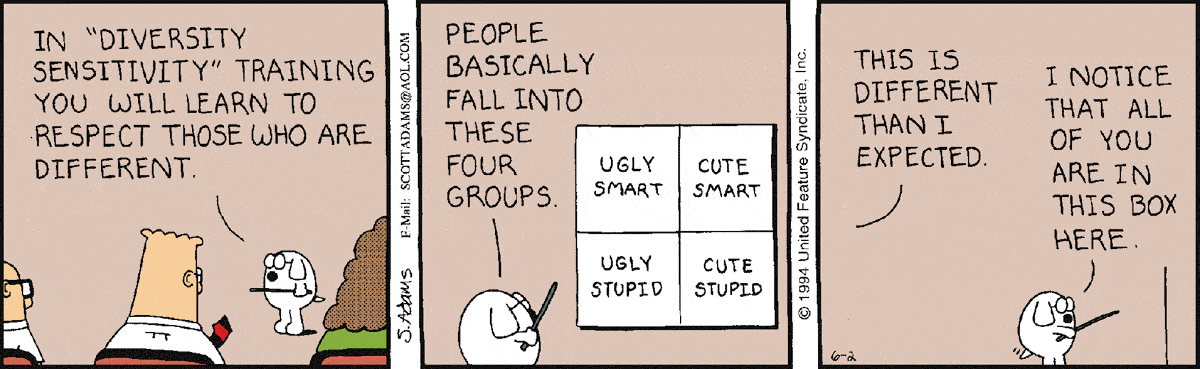 IN "DIVERSITY
SENSITIVITY" TRAINING
YOU WILL LEARN TO
RESPECT THOSE WHO ARE
DIFFERENT.
S.Adams
E-Mail: SCOTTADAMS@AOL.COM
PEOPLE
BASICALLY
FALL INTO
THESE
FOUR
GROUPS.
UGLY
SMART
CUTE
SMART
UGLY
STUPID
CUTE
STUPID
© 1994 United Feature Syndicate, Inc.
THIS IS
DIFFERENT
THAN I
EXPECTED.
I NOTICE
THAT ALL
OF YOU
ARE IN
THIS BOX
HERE.
6-2